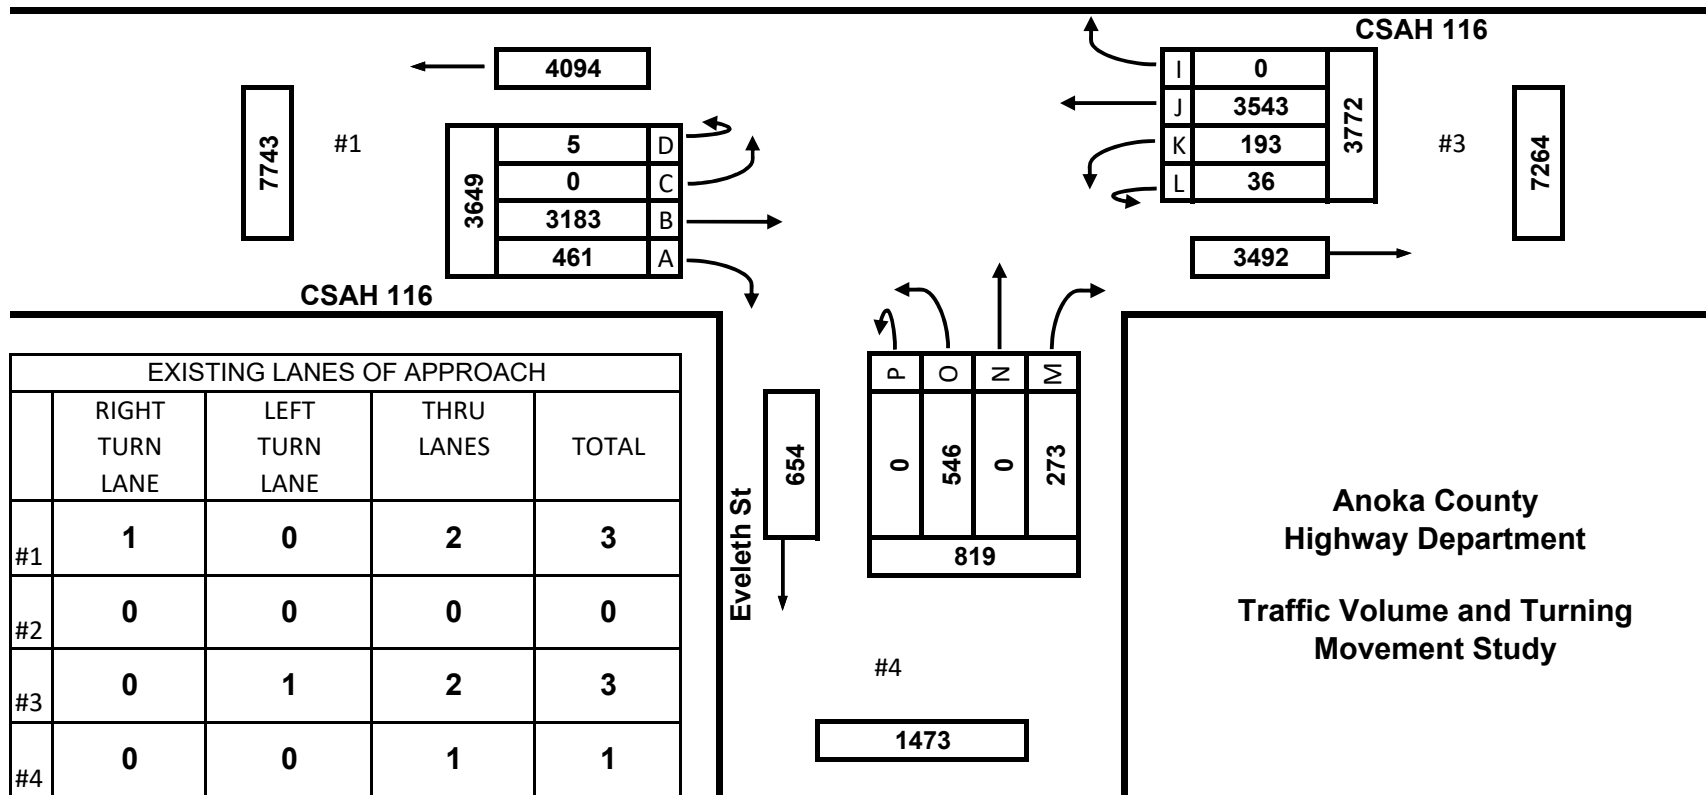 CSAH 116
4094
7743
#1
3649
5 D
0 C
3183 B
461 A
CSAH 116
I 0
J 3543
K 193
L 36
3772
#3
7264
3492
EXISTING LANES OF APPROACH
RIGHT TURN LANE
LEFT TURN LANE
THRU LANES
TOTAL
#1 1 0 2 3
#2 0 0 0 0
#3 0 1 2 3
#4 0 0 1 1
Eveleth St
654
P O N M
0 546 0 273
819
#4
1473
Anoka County
Highway Department
Traffic Volume and Turning
Movement Study